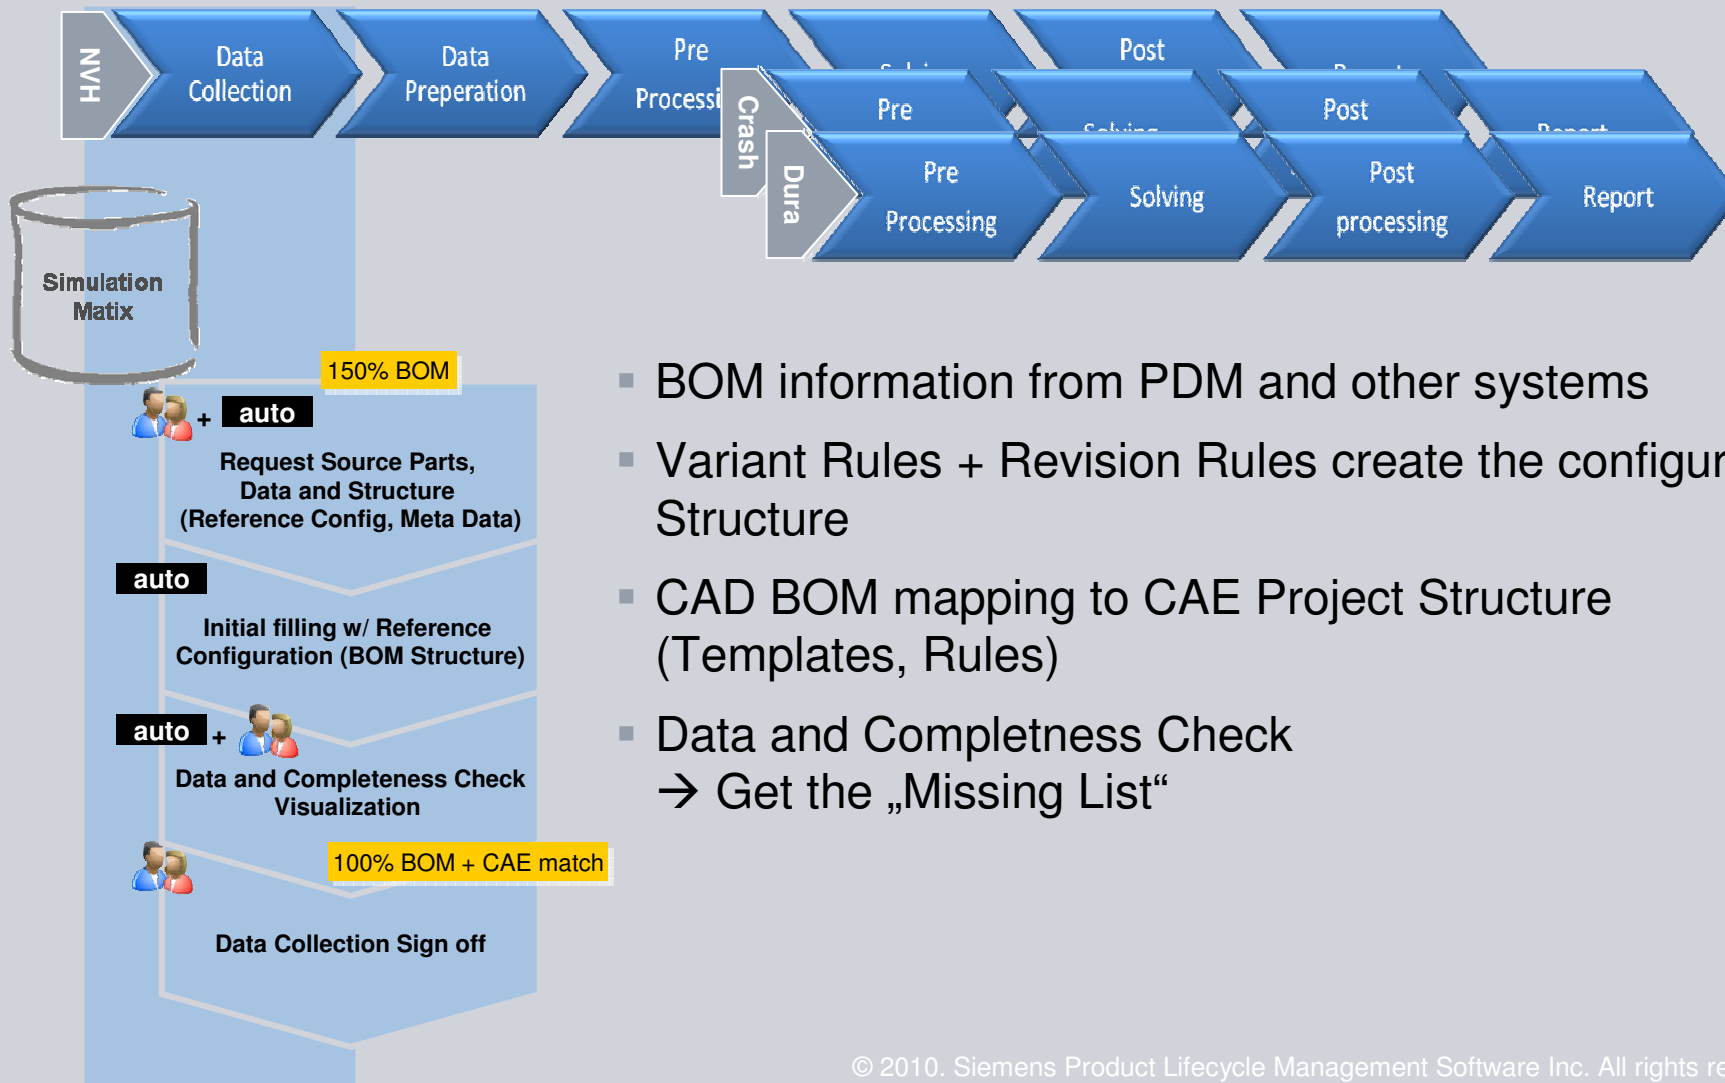 NVH
Data
Collection
Data
Preperation
Pre
Processi
Post
Crash
Pre
Post
Dura
Pre
Processing
Solving
Post
processing
Report
Simulation
Matix
150% BOM
+ auto
Request Source Parts,
Data and Structure
(Reference Config, Meta Data)
auto
Initial filling w/ Reference
Configuration (BOM Structure)
auto +
Data and Completeness Check
Visualization
100% BOM + CAE match
Data Collection Sign off
BOM information from PDM and other systems
Variant Rules + Revision Rules create the configur
Structure
CAD BOM mapping to CAE Project Structure
(Templates, Rules)
Data and Completness Check
→ Get the „Missing List“
© 2010. Siemens Product Lifecycle Management Software Inc. All rights re